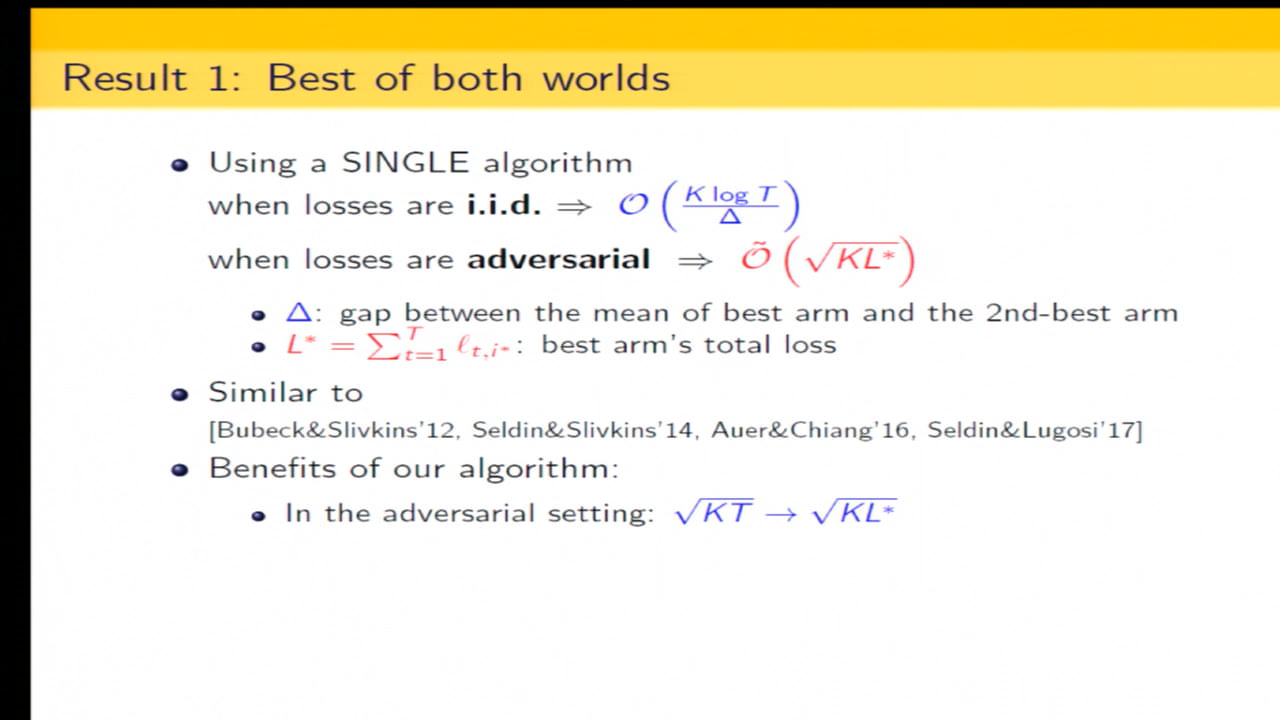 Result 1: Best of both worlds
Using a SINGLE algorithm
when losses are i.i.d. ⇒ O(K log T / Δ)
when losses are adversarial ⇒ Õ(√KL*)
Δ: gap between the mean of best arm and the 2nd-best arm
L* = ∑_{t=1}^{T} ℓ_{t,i*}: best arm's total loss
Similar to
[Bubeck&Slivkins'12, Seldin&Slivkins'14, Auer&Chiang'16, Seldin&Lugosi'17]
Benefits of our algorithm:
In the adversarial setting: √KT → √KL*